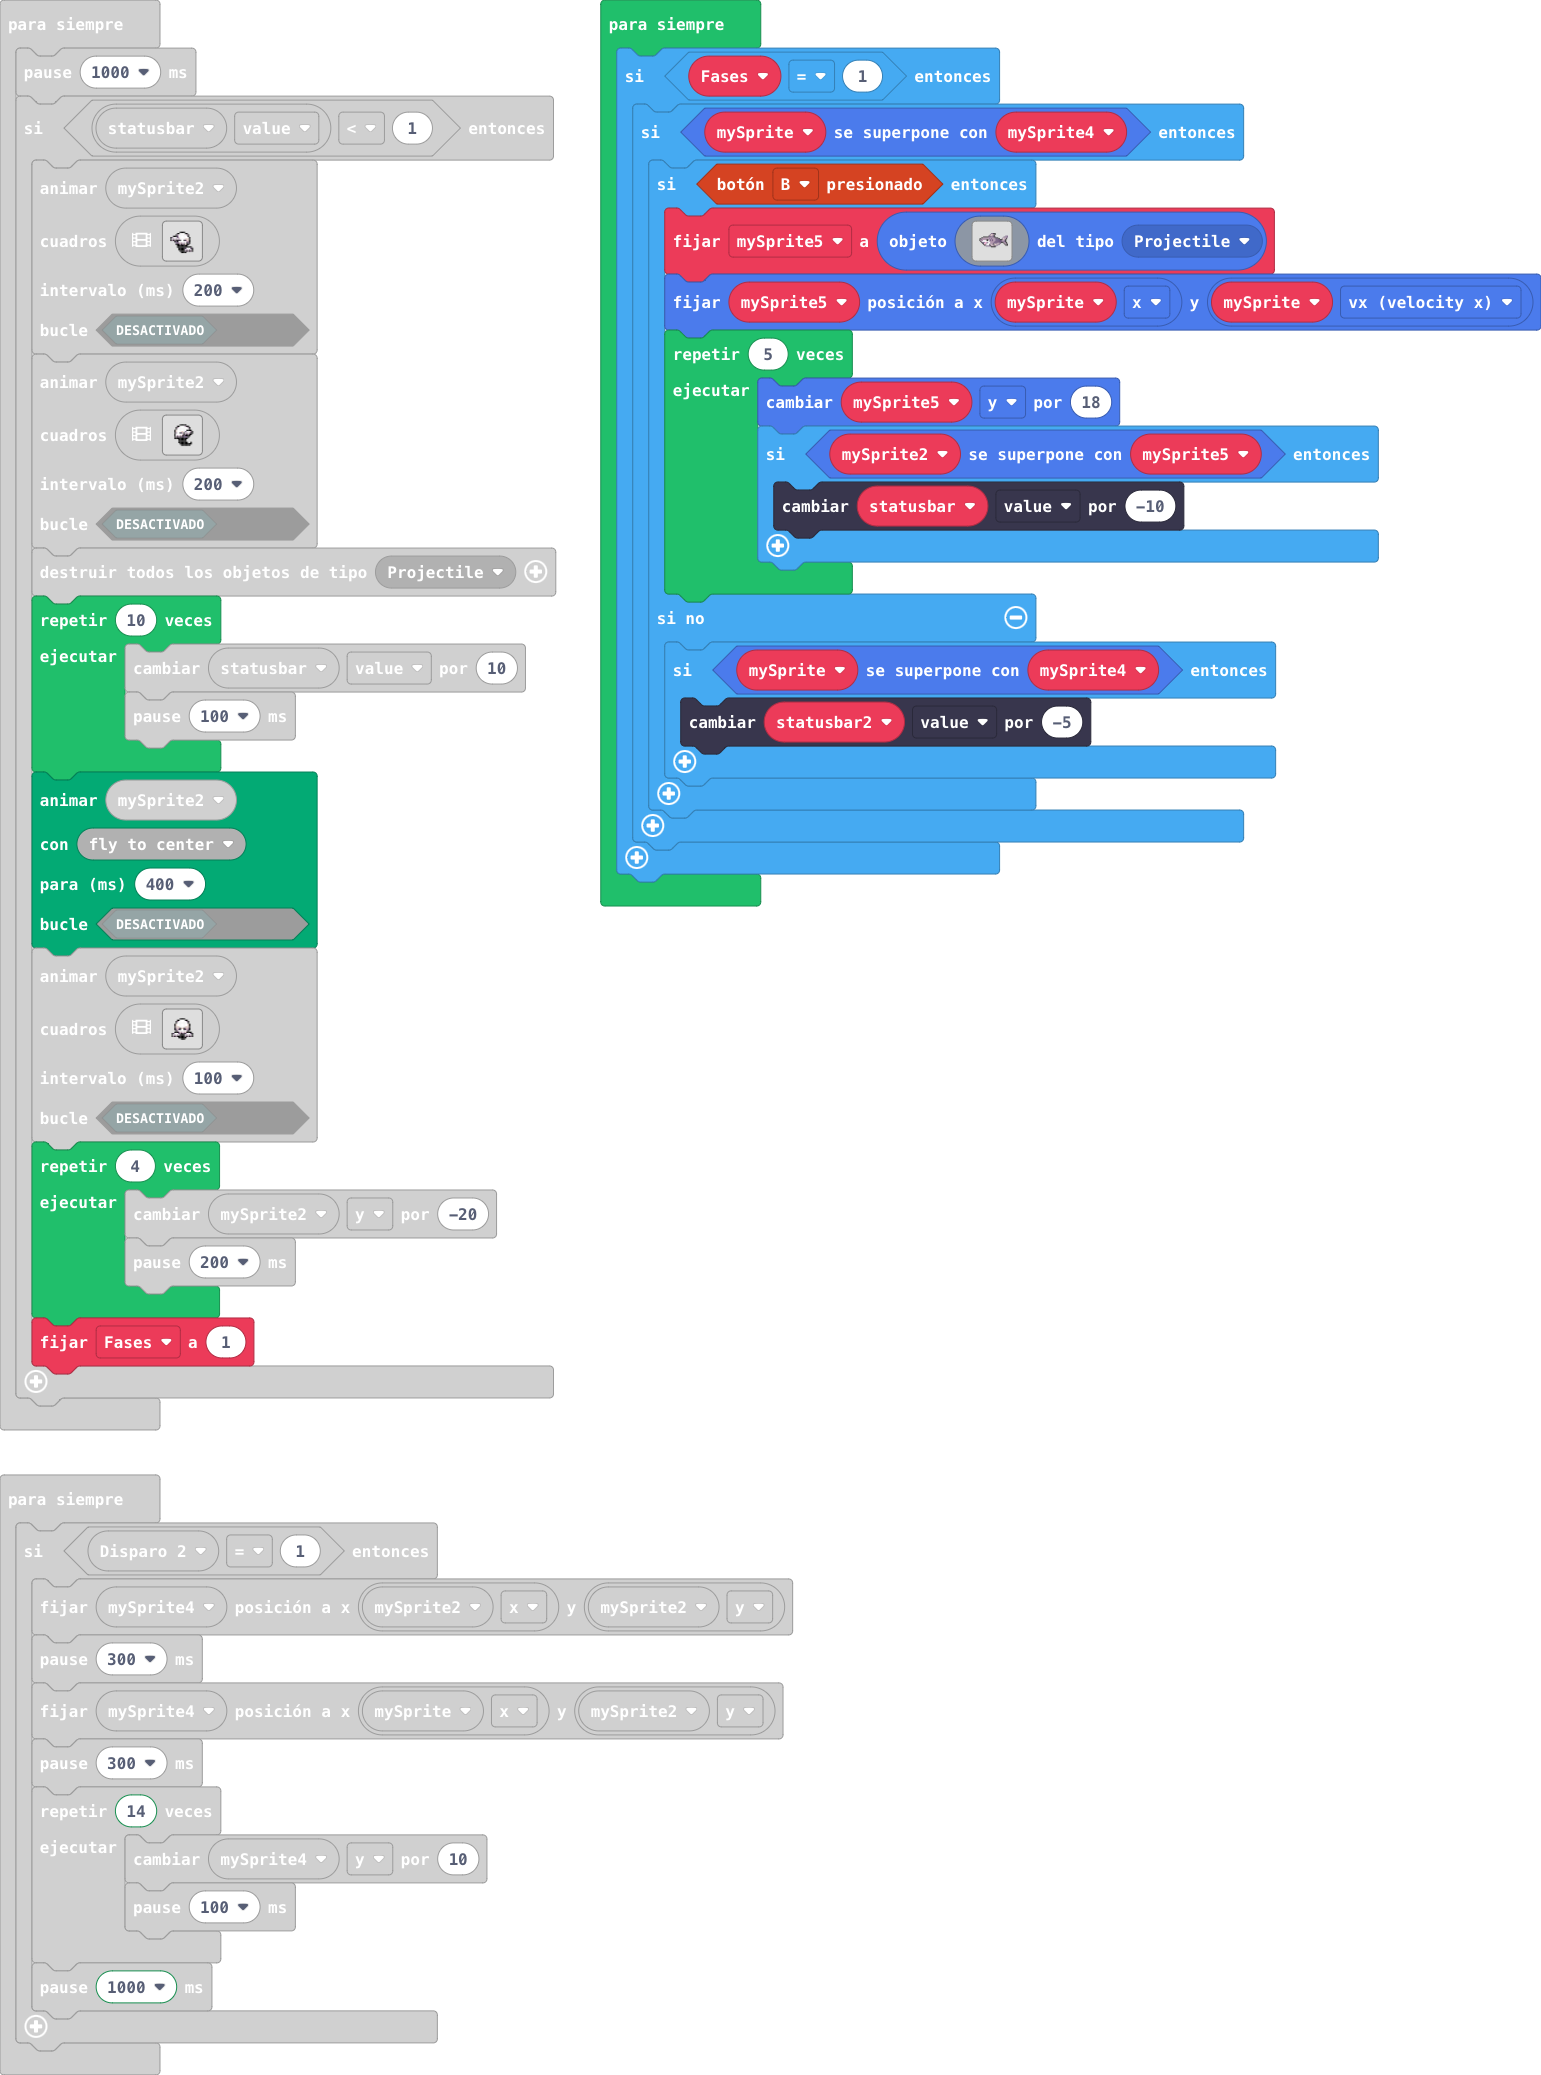 para siempre
pause 1000 ms
si statusbar value < 1 entonces
animar mySprite2
cuadros
intervalo (ms) 200
bucle DESACTIVADO
animar mySprite2
cuadros
intervalo (ms) 200
bucle DESACTIVADO
destruir todos los objetos de tipo Projectile
repetir 10 veces
ejecutar cambiar statusbar value por 10
pause 100 ms
animar mySprite2
con fly to center
para (ms) 400
bucle DESACTIVADO
animar mySprite2
cuadros
intervalo (ms) 100
bucle DESACTIVADO
repetir 4 veces
ejecutar cambiar mySprite2 y por -20
pause 200 ms
fijar Fases a 1
para siempre
si Fases = 1 entonces
si mySprite se superpone con mySprite4 entonces
si botón B presionado entonces
fijar mySprite5 a objeto del tipo Projectile
fijar mySprite5 posición a x mySprite x y mySprite vx (velocity x)
repetir 5 veces
ejecutar cambiar mySprite5 y por 18
si mySprite2 se superpone con mySprite5 entonces
cambiar statusbar value por -10
si no
si mySprite se superpone con mySprite4 entonces
cambiar statusbar2 value por -5
para siempre
si Disparo 2 = 1 entonces
fijar mySprite4 posición a x mySprite2 x y mySprite2 y
pause 300 ms
fijar mySprite4 posición a x mySprite x y mySprite2 y
pause 300 ms
repetir 14 veces
ejecutar cambiar mySprite4 y por 10
pause 100 ms
pause 1000 ms